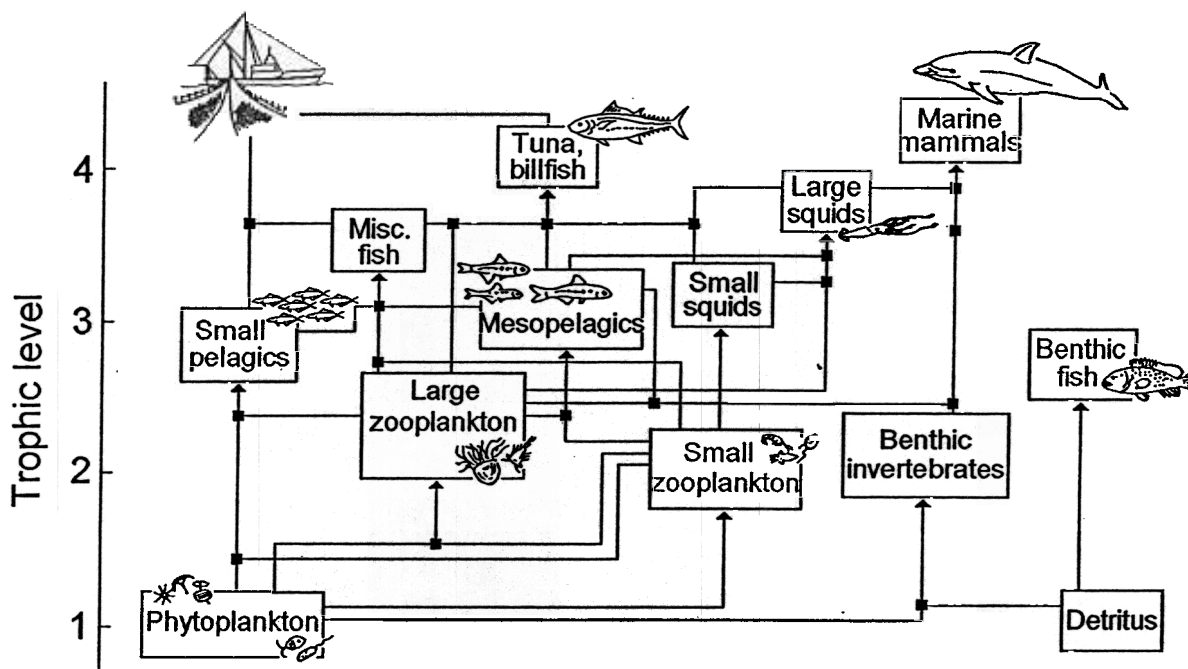 Trophic level
4
3
2
1
Tuna,
billfish
Marine
mammals
Large
squids
Misc.
fish
Mesopelagics
Small
squids
Small
pelagics
Benthic
fish
Large
zooplankton
Small
zooplankton
Benthic
invertebrates
Phytoplankton
Detritus